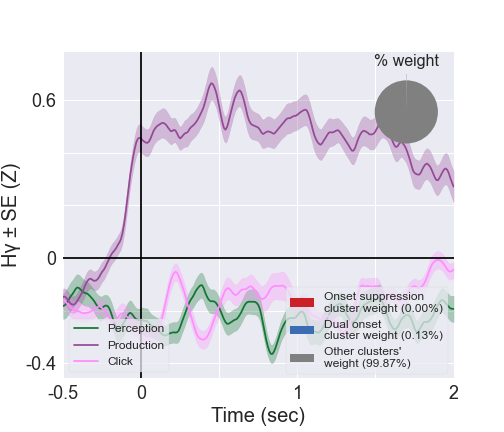 % weight
0.6
0
-0.4
Hγ ± SE (Z)
Perception
Production
Click
Onset suppression
cluster weight (0.00%)
Dual onset
cluster weight (0.13%)
Other clusters'
weight (99.87%)
-0.5 0 1 2
Time (sec)